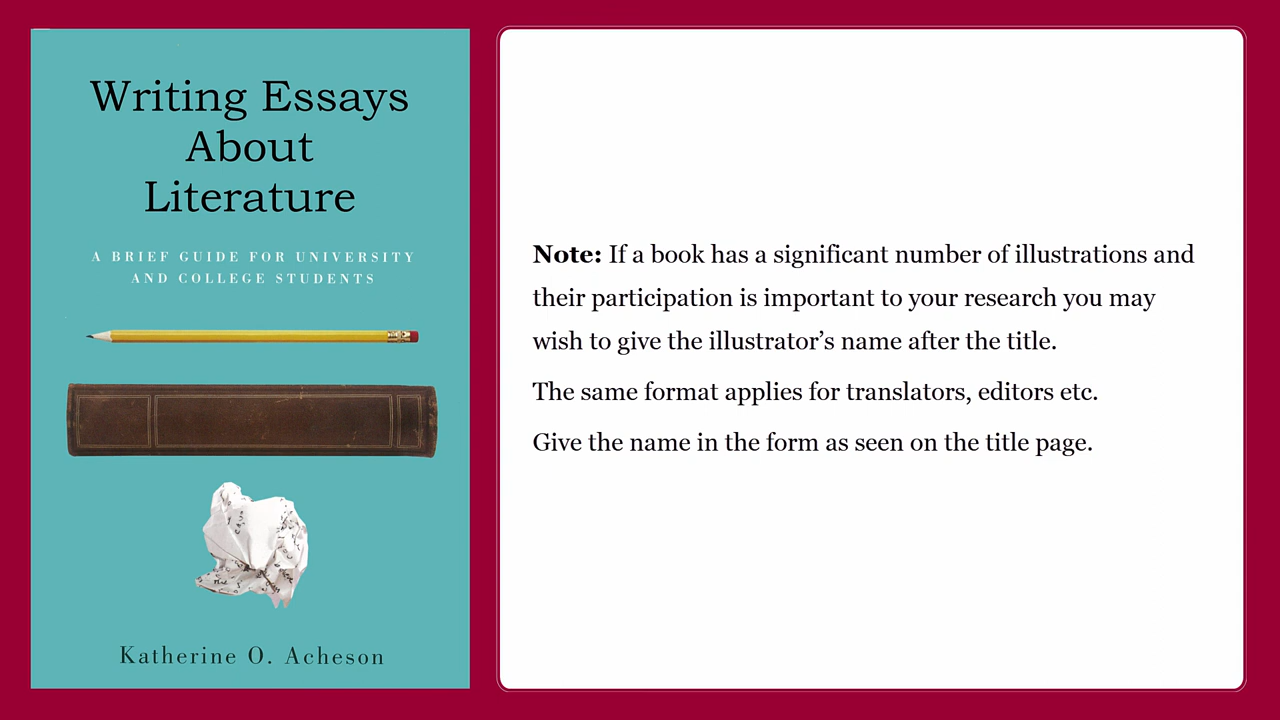 Writing Essays
About
Literature
A BRIEF GUIDE FOR UNIVERSITY
AND COLLEGE STUDENTS
Katherine O. Acheson
Note: If a book has a significant number of illustrations and
their participation is important to your research you may
wish to give the illustrator’s name after the title.
The same format applies for translators, editors etc.
Give the name in the form as seen on the title page.